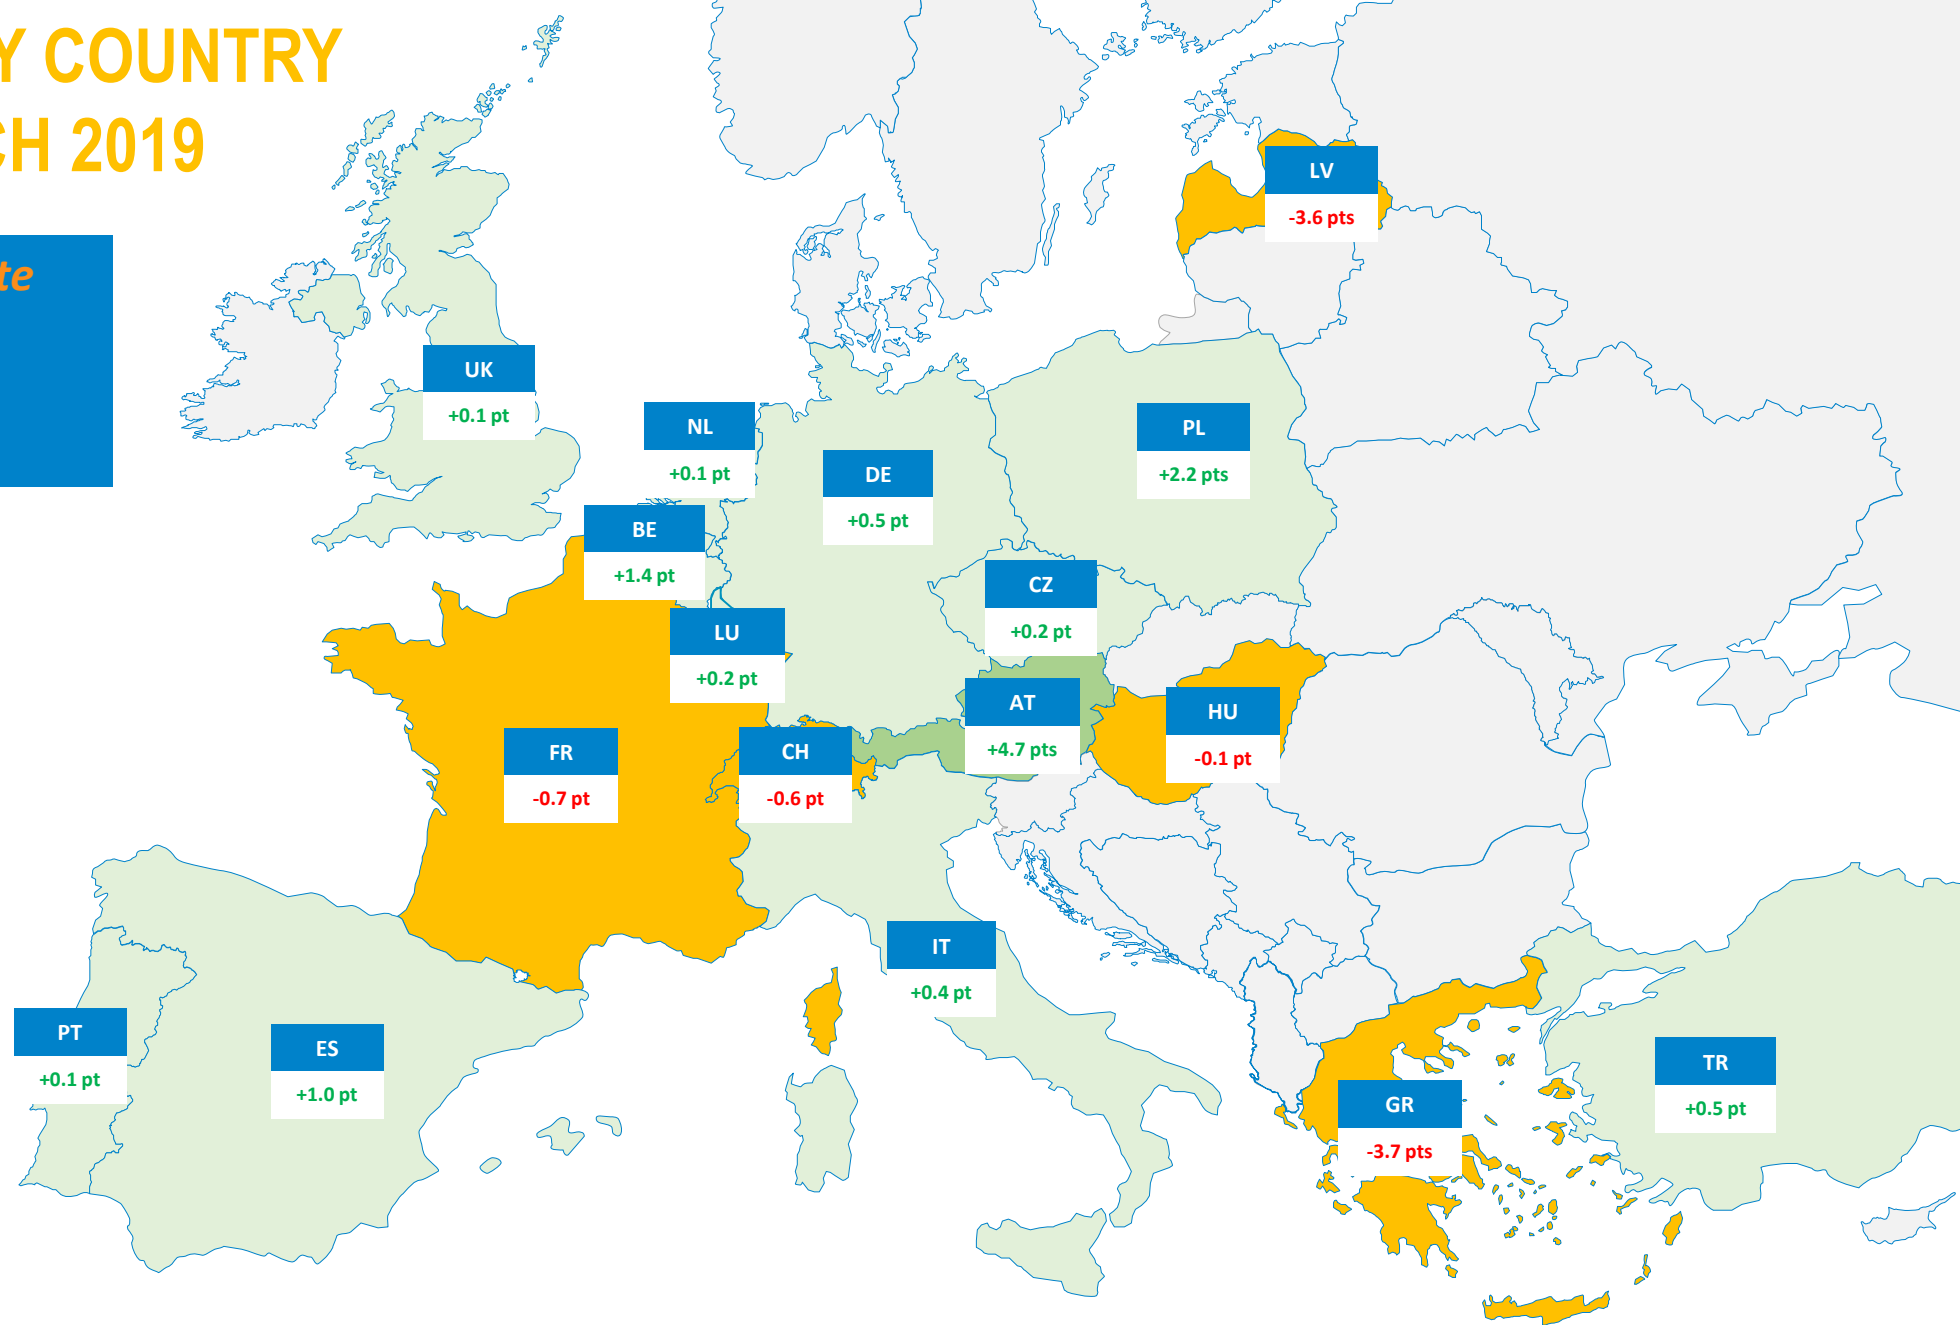 Y COUNTRY
CH 2019
te
LV
-3.6 pts
UK
+0.1 pt
NL
+0.1 pt
PL
+2.2 pts
DE
+0.5 pt
BE
+1.4 pt
CZ
+0.2 pt
LU
+0.2 pt
AT
+4.7 pts
HU
-0.1 pt
FR
-0.7 pt
CH
-0.6 pt
IT
+0.4 pt
PT
+0.1 pt
ES
+1.0 pt
TR
+0.5 pt
GR
-3.7 pts